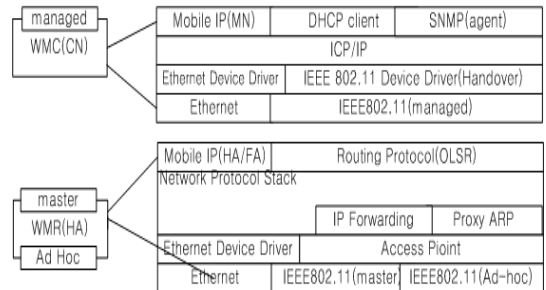 managed
WMC(CN)
Mobile IP(MN) DHCP client SNMP(agent)
ICP/IP
Ethernet Device Driver IEEE 802.11 Device Driver(Handover)
Ethernet IEEE802.11(managed)
Mobile IP(HA/FA) Routing Protocol(OLSR)
Network Protocol Stack
master
WMR(HA)
Ad Hoc
IP Forwarding Proxy ARP
Ethernet Device Driver Access Pioint
Ethernet IEEE802.11(master) IEEE802.11(Ad-hoc)